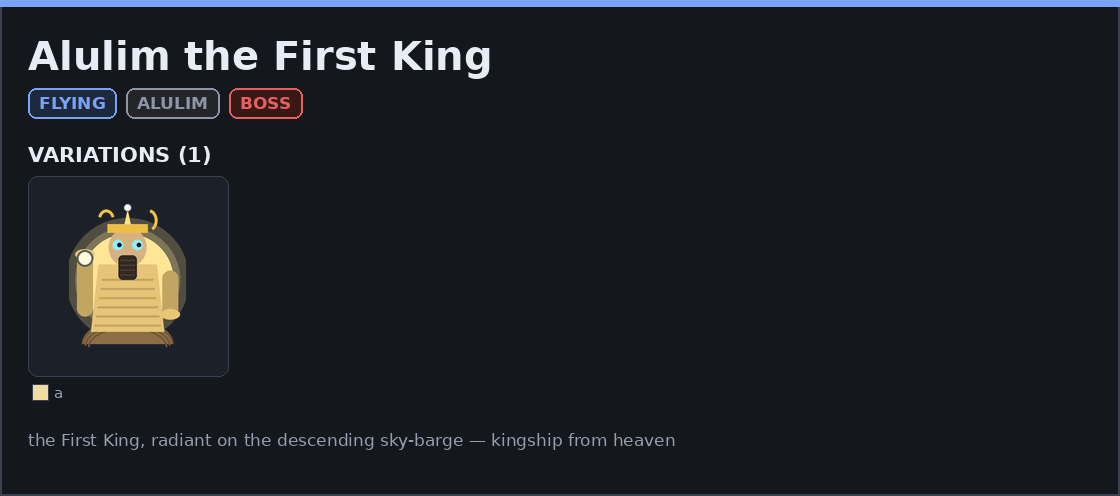 Alulim the First King
FLYING ALULIM BOSS
VARIATIONS (1)
a
the First King, radiant on the descending sky-barge — kingship from heaven